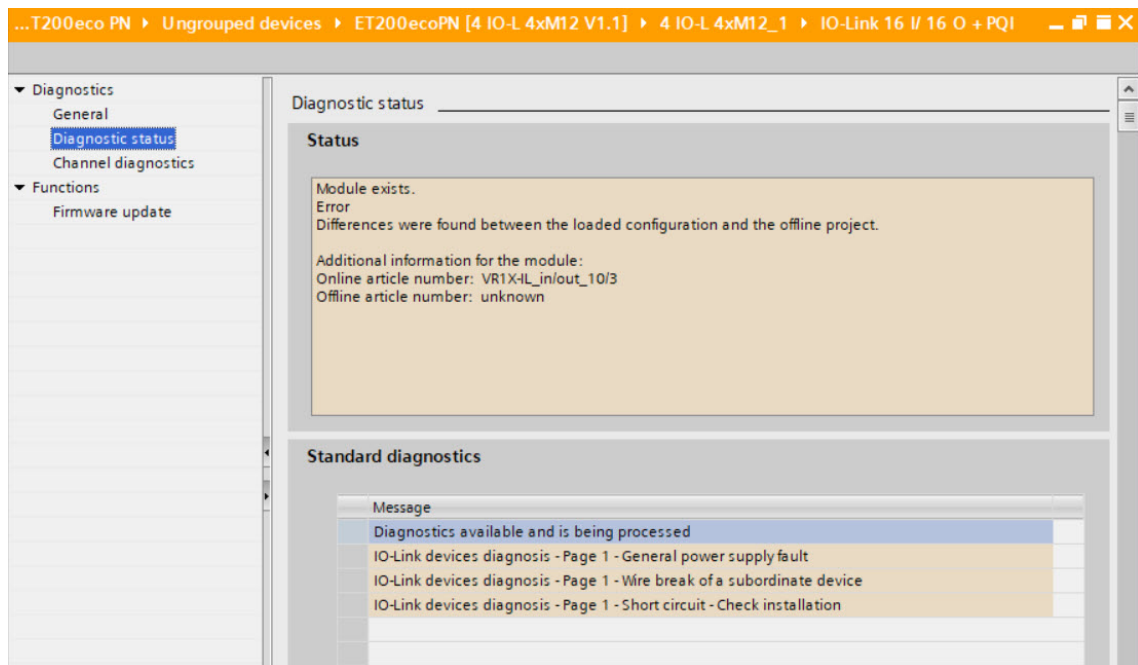 ...T200eco PN ▸ Ungrouped devices ▸ ET200ecoPN [4 IO-L 4xM12 V1.1] ▸ 4 IO-L 4xM12_1 ▸ IO-Link 16 I/ 16 O + PQI
Diagnostics
General
Diagnostic status
Channel diagnostics
Functions
Firmware update
Diagnostic status
Status
Module exists.
Error
Differences were found between the loaded configuration and the offline project.
Additional information for the module:
Online article number: VR1X-IL_in/out_10/3
Offline article number: unknown
Standard diagnostics
Message
Diagnostics available and is being processed
IO-Link devices diagnosis - Page 1 - General power supply fault
IO-Link devices diagnosis - Page 1 - Wire break of a subordinate device
IO-Link devices diagnosis - Page 1 - Short circuit - Check installation